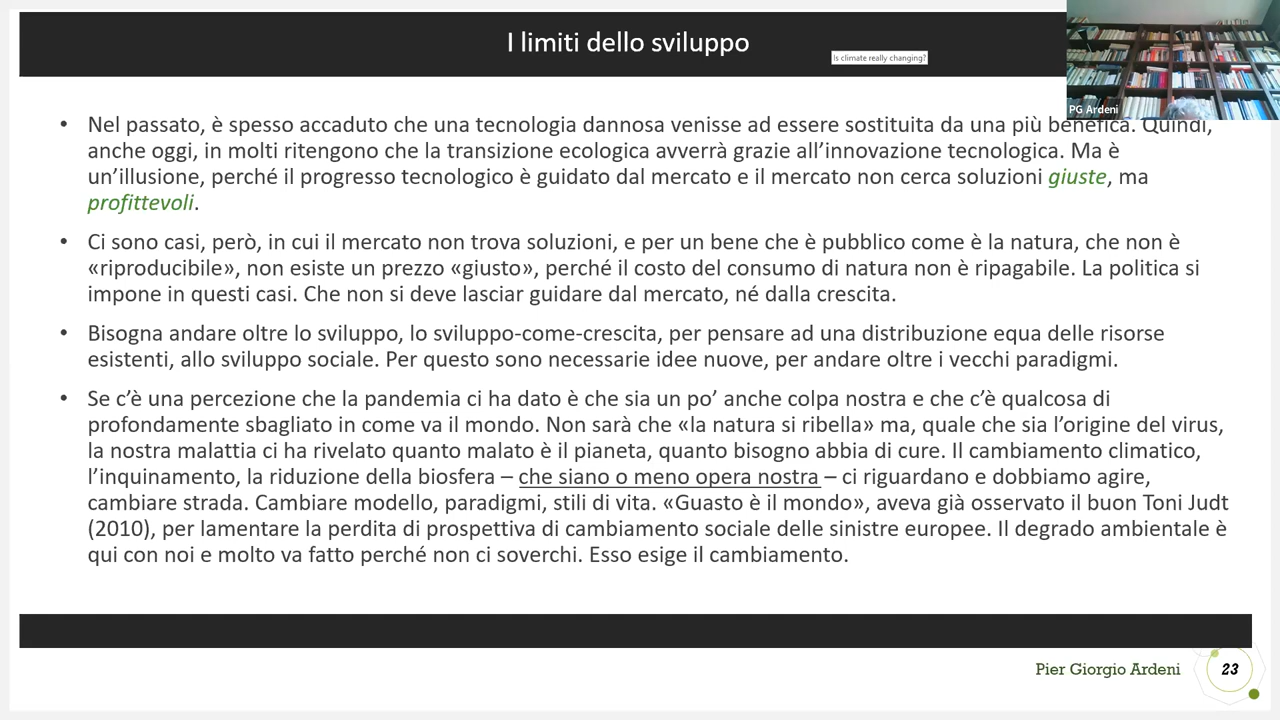 I limiti dello sviluppo
Is climate really changing?
PG Ardeni
• Nel passato, è spesso accaduto che una tecnologia dannosa venisse ad essere sostituita da una più benefica. Quindi,
anche oggi, in molti ritengono che la transizione ecologica avverrà grazie all’innovazione tecnologica. Ma è
un’illusione, perché il progresso tecnologico è guidato dal mercato e il mercato non cerca soluzioni giuste, ma
profittevoli.
• Ci sono casi, però, in cui il mercato non trova soluzioni, e per un bene che è pubblico come è la natura, che non è
«riproducibile», non esiste un prezzo «giusto», perché il costo del consumo di natura non è ripagabile. La politica si
impone in questi casi. Che non si deve lasciar guidare dal mercato, né dalla crescita.
• Bisogna andare oltre lo sviluppo, lo sviluppo-come-crescita, per pensare ad una distribuzione equa delle risorse
esistenti, allo sviluppo sociale. Per questo sono necessarie idee nuove, per andare oltre i vecchi paradigmi.
• Se c’è una percezione che la pandemia ci ha dato è che sia un po’ anche colpa nostra e che c’è qualcosa di
profondamente sbagliato in come va il mondo. Non sarà che «la natura si ribella» ma, quale che sia l’origine del virus,
la nostra malattia ci ha rivelato quanto malato è il pianeta, quanto bisogno abbia di cure. Il cambiamento climatico,
l’inquinamento, la riduzione della biosfera – che siano o meno opera nostra – ci riguardano e dobbiamo agire,
cambiare strada. Cambiare modello, paradigmi, stili di vita. «Guasto è il mondo», aveva già osservato il buon Toni Judt
(2010), per lamentare la perdita di prospettiva di cambiamento sociale delle sinistre europee. Il degrado ambientale è
qui con noi e molto va fatto perché non ci soverchi. Esso esige il cambiamento.
Pier Giorgio Ardeni
23